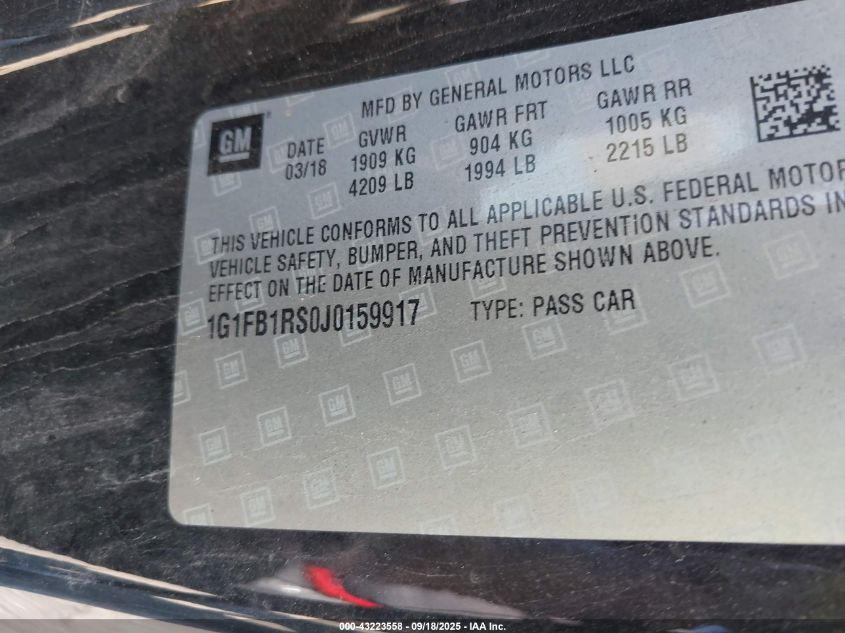 MFD BY GENERAL MOTORS LLC
GM
DATE GVWR GAWR FRT GAWR RR
03/18 1909 KG 904 KG 1005 KG
4209 LB 1994 LB 2215 LB
THIS VEHICLE CONFORMS TO ALL APPLICABLE U.S. FEDERAL MOTOR
VEHICLE SAFETY, BUMPER, AND THEFT PREVENTION STANDARDS IN
EFFECT ON THE DATE OF MANUFACTURE SHOWN ABOVE.
1G1FB1RS0J0159917 TYPE: PASS CAR
000-43223558 - 09/18/2025 - IAA Inc.